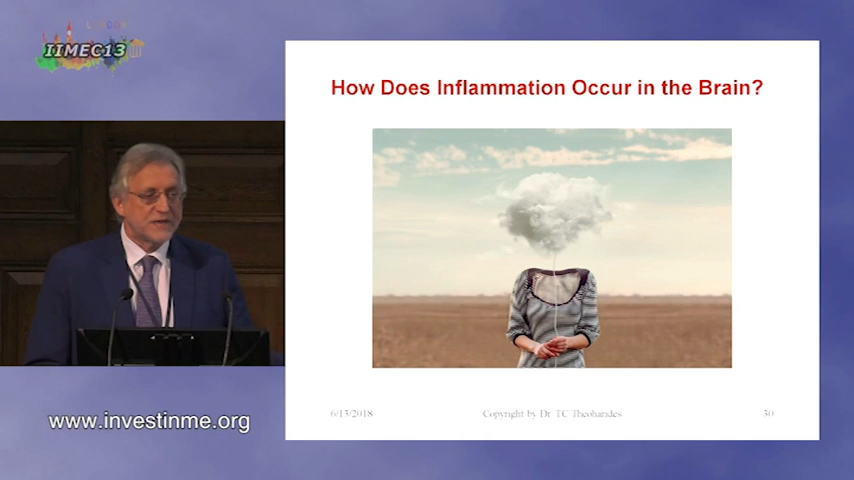 LONDON
IIMEC13
How Does Inflammation Occur in the Brain?
6/13/2018
Copyright by Dr. TC Theoharides
30
www.investinme.org